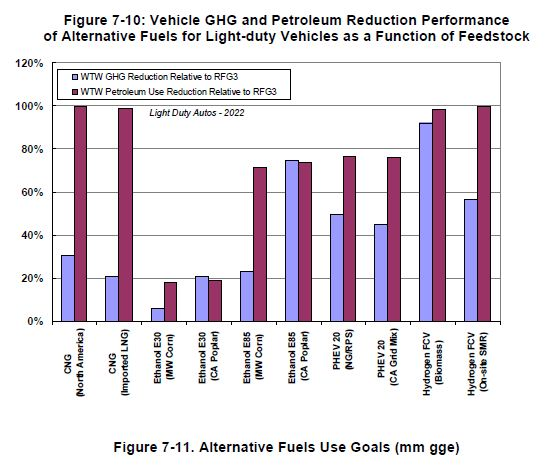 Figure 7-10: Vehicle GHG and Petroleum Reduction Performance
of Alternative Fuels for Light-duty Vehicles as a Function of Feedstock
120%
100%
80%
60%
40%
20%
0%
WTW GHG Reduction Relative to RFG3
WTW Petroleum Use Reduction Relative to RFG3
Light Duty Autos - 2022
CNG
(North America)
CNG
(Imported LNG)
Ethanol E30
(MW Corn)
Ethanol E30
(CA Poplar)
Ethanol E85
(MW Corn)
Ethanol E85
(CA Poplar)
PHEV 20
(NG/RPS)
PHEV 20
(CA Grid Mix)
Hydrogen FCV
(Biomass)
Hydrogen FCV
(On-site SMR)
Figure 7-11. Alternative Fuels Use Goals (mm gge)